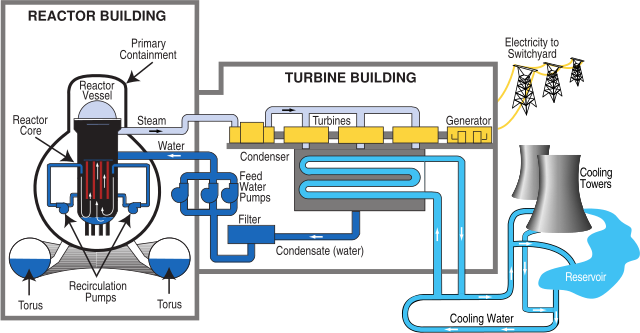 REACTOR BUILDING
Primary
Containment
Reactor
Vessel
Reactor
Core
Steam
Water
TURBINE BUILDING
Turbines
Generator
Condenser
Feed
Water
Pumps
Filter
Condensate (water)
Torus
Recirculation
Pumps
Torus
Electricity to
Switchyard
Cooling
Towers
Reservoir
Cooling Water